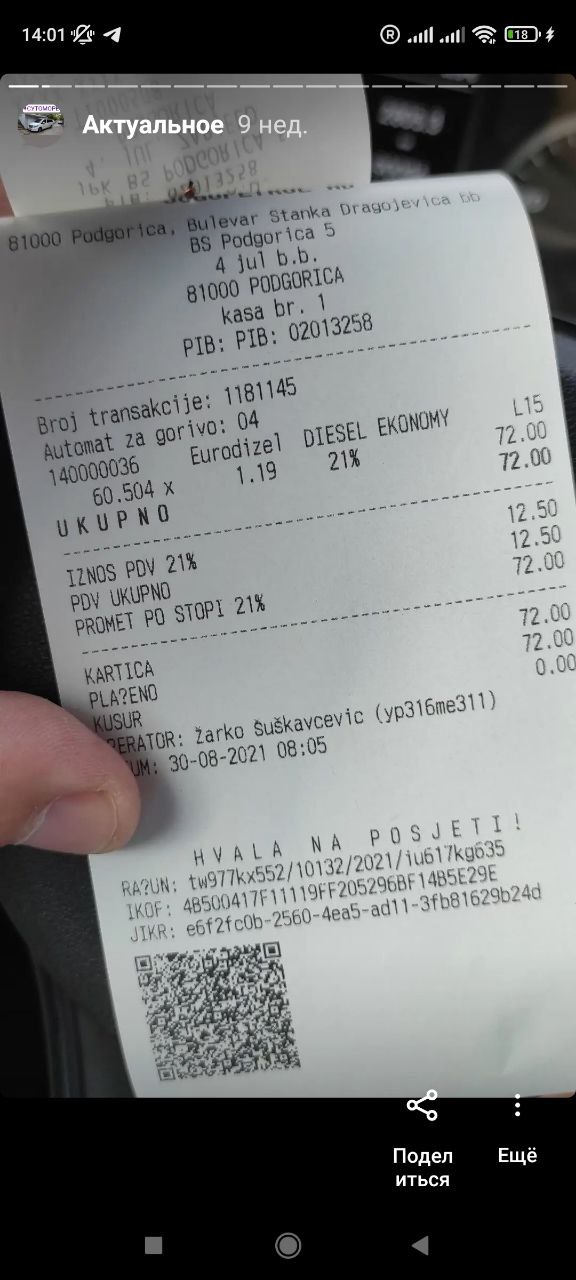 14:01
R
18
СУТОМОРЕ
Актуальное 9 нед.
81000 Podgorica, Bulevar Stanka Dragojevica bb
BS Podgorica 5
4 jul b.b.
81000 PODGORICA
kasa br. 1
PIB: PIB: 02013258
Broj transakcije: 1181145
Automat za gorivo: 04
140000036 Eurodizel DIESEL EKONOMY L15
60.504 x 1.19 21% 72.00
UKUPNO 72.00
IZNOS PDV 21% 12.50
PDV UKUPNO 12.50
PROMET PO STOPI 21% 72.00
KARTICA 72.00
PLA?ENO 72.00
KUSUR 0.00
PERATOR: žarko šuškavcevic (yp316me311)
UM: 30-08-2021 08:05
HVALA NA POSJETI!
RA?UN: tw977kx552/10132/2021/iu617kg635
IKOF: 4B500417F11119FF205296BF14B5E29E
JIKR: e6f2fc0b-2560-4ea5-ad11-3fb81629b24d
Подел
иться
Ещё